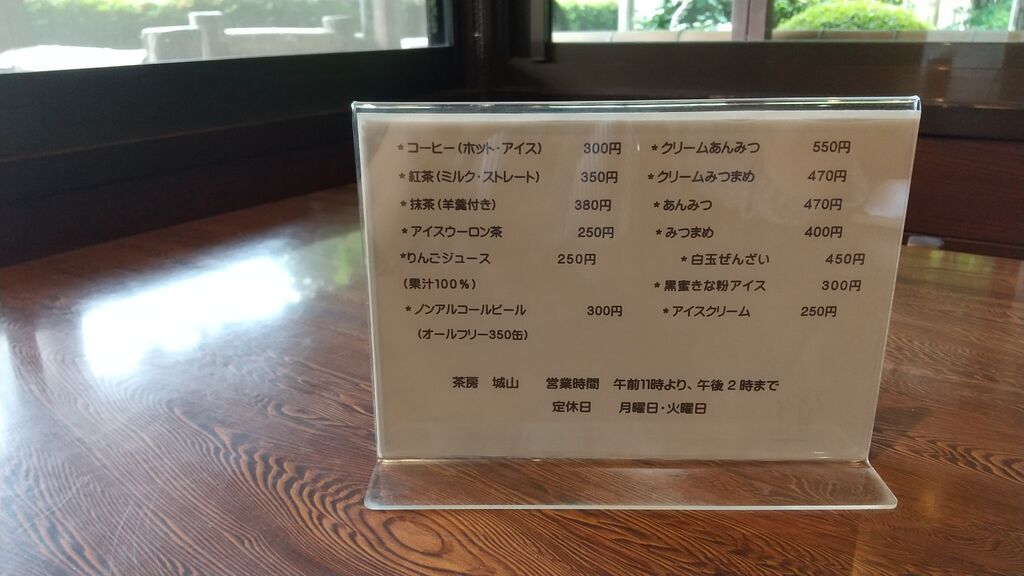 *コーヒー(ホット・アイス) 300円 *クリームあんみつ 550円
*紅茶(ミルク・ストレート) 350円 *クリームみつまめ 470円
*抹茶(羊羹付き) 380円 *あんみつ 470円
*アイスウーロン茶 250円 *みつまめ 400円
*りんごジュース 250円 *白玉ぜんざい 450円
(果汁100%) *黒蜜きな粉アイス 300円
*ノンアルコールビール 300円 *アイスクリーム 250円
(オールフリー350缶)
茶房 城山 営業時間 午前11時より、午後2時まで
定休日 月曜日・火曜日